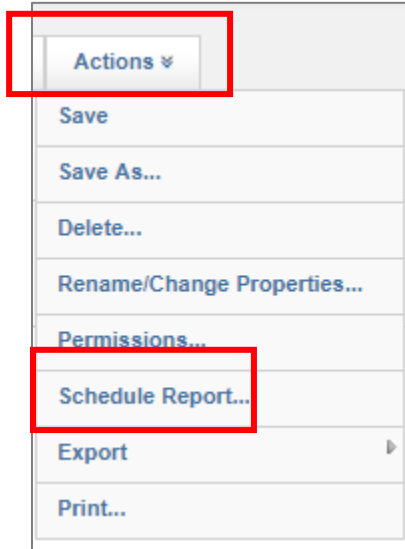 Actions
Save
Save As...
Delete...
Rename/Change Properties...
Permissions...
Schedule Report...
Export
Print...